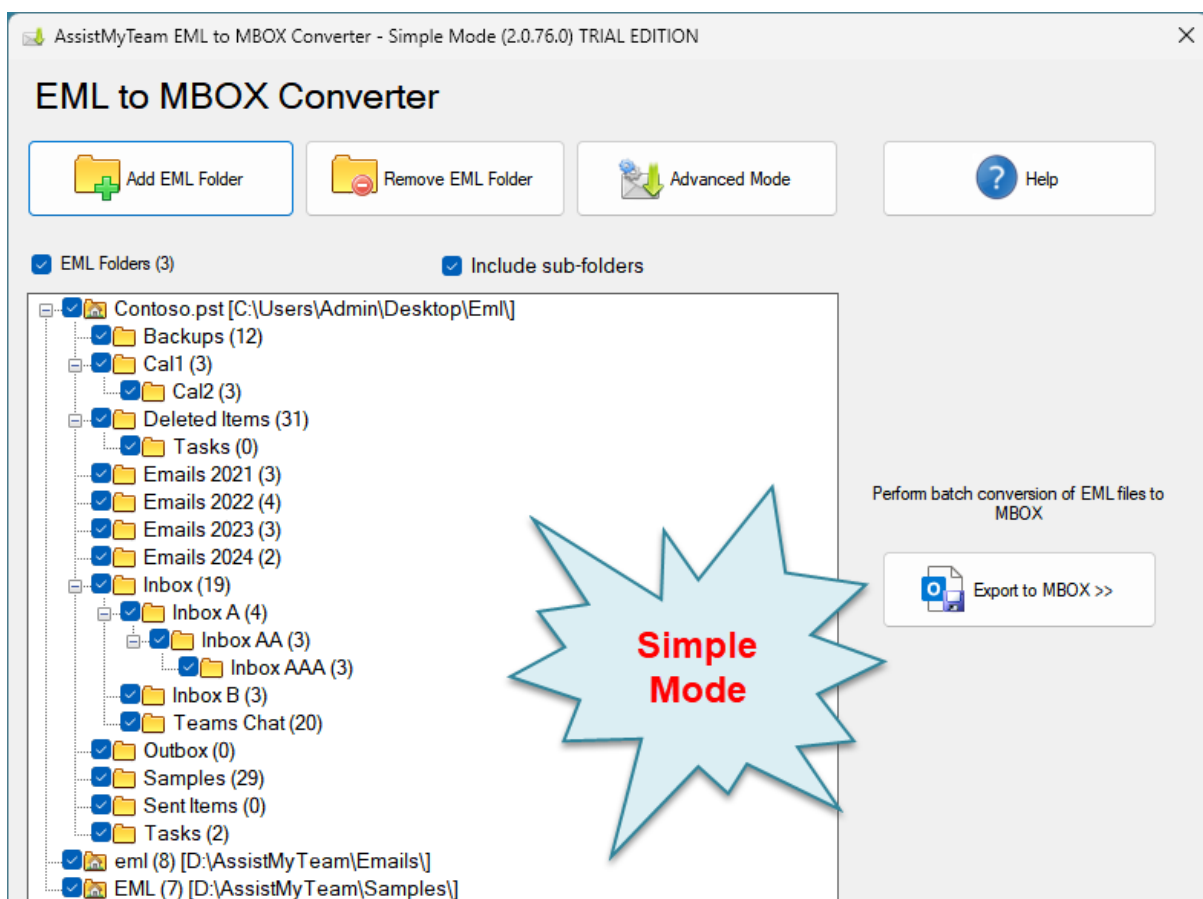 AssistMyTeam EML to MBOX Converter - Simple Mode (2.0.76.0) TRIAL EDITION
EML to MBOX Converter
Add EML Folder
Remove EML Folder
Advanced Mode
Help
EML Folders (3)
Include sub-folders
Contoso.pst [C:\Users\Admin\Desktop\Eml\]
Backups (12)
Cal1 (3)
Cal2 (3)
Deleted Items (31)
Tasks (0)
Emails 2021 (3)
Emails 2022 (4)
Emails 2023 (3)
Emails 2024 (2)
Inbox (19)
Inbox A (4)
Inbox AA (3)
Inbox AAA (3)
Inbox B (3)
Teams Chat (20)
Outbox (0)
Samples (29)
Sent Items (0)
Tasks (2)
eml (8) [D:\AssistMyTeam\Emails\]
EML (7) [D:\AssistMyTeam\Samples\]
Simple
Mode
Perform batch conversion of EML files to
MBOX
Export to MBOX >>